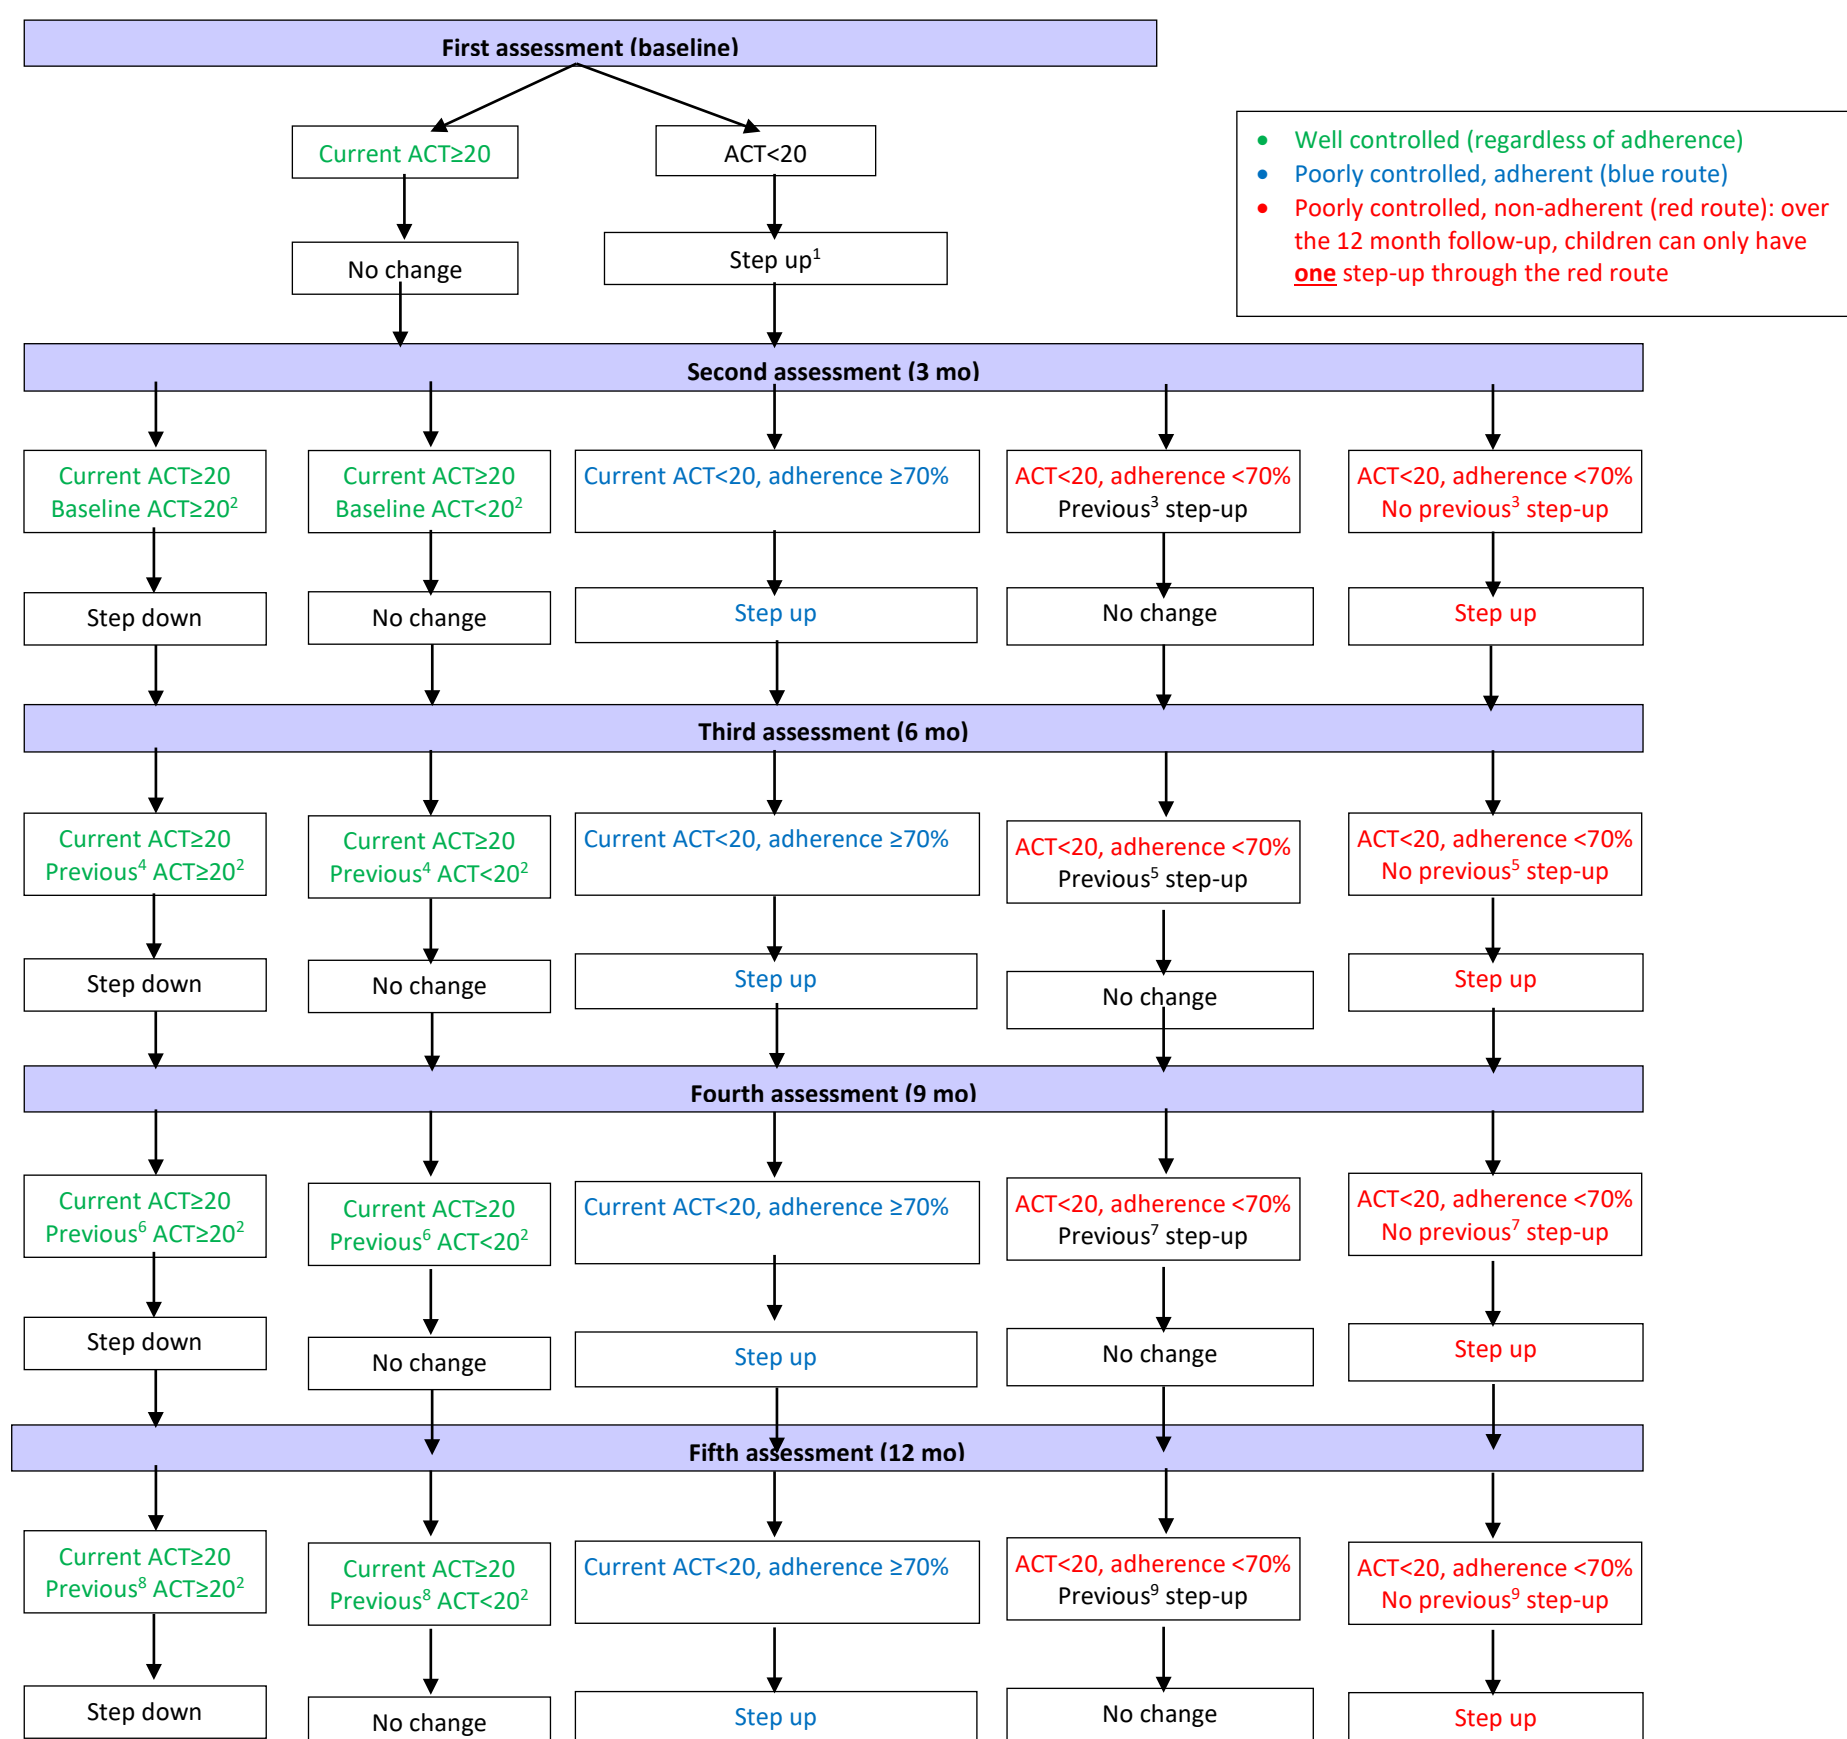 First assessment (baseline)
Current ACT≥20
ACT<20
• Well controlled (regardless of adherence)
• Poorly controlled, adherent (blue route)
• Poorly controlled, non-adherent (red route): over
the 12 month follow-up, children can only have
one step-up through the red route
No change
Step up¹
Second assessment (3 mo)
Current ACT≥20
Baseline ACT≥20²
Current ACT≥20
Baseline ACT<20²
Current ACT<20, adherence ≥70%
ACT<20, adherence <70%
Previous³ step-up
ACT<20, adherence <70%
No previous³ step-up
Step down
No change
Step up
No change
Step up
Third assessment (6 mo)
Current ACT≥20
Previous⁴ ACT≥20²
Current ACT≥20
Previous⁴ ACT<20²
Current ACT<20, adherence ≥70%
ACT<20, adherence <70%
Previous⁵ step-up
ACT<20, adherence <70%
No previous⁵ step-up
Step down
No change
Step up
No change
Step up
Fourth assessment (9 mo)
Current ACT≥20
Previous⁶ ACT≥20²
Current ACT≥20
Previous⁶ ACT<20²
Current ACT<20, adherence ≥70%
ACT<20, adherence <70%
Previous⁷ step-up
ACT<20, adherence <70%
No previous⁷ step-up
Step down
No change
Step up
No change
Step up
Fifth assessment (12 mo)
Current ACT≥20
Previous⁸ ACT≥20²
Current ACT≥20
Previous⁸ ACT<20²
Current ACT<20, adherence ≥70%
ACT<20, adherence <70%
Previous⁹ step-up
ACT<20, adherence <70%
No previous⁹ step-up
Step down
No change
Step up
No change
Step up